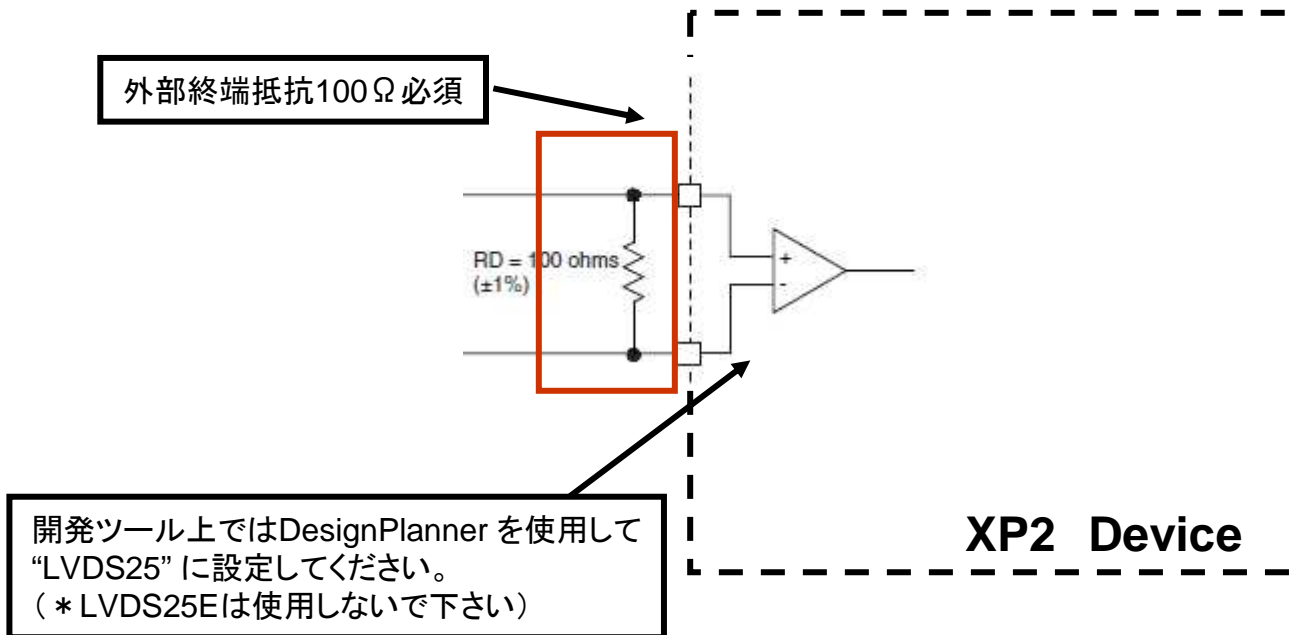 外部終端抵抗100Ω必須
RD = 100 ohms
(±1%)
+
-
開発ツール上ではDesignPlanner を使用して
“LVDS25” に設定してください。
（＊LVDS25Eは使用しないで下さい）
XP2 Device